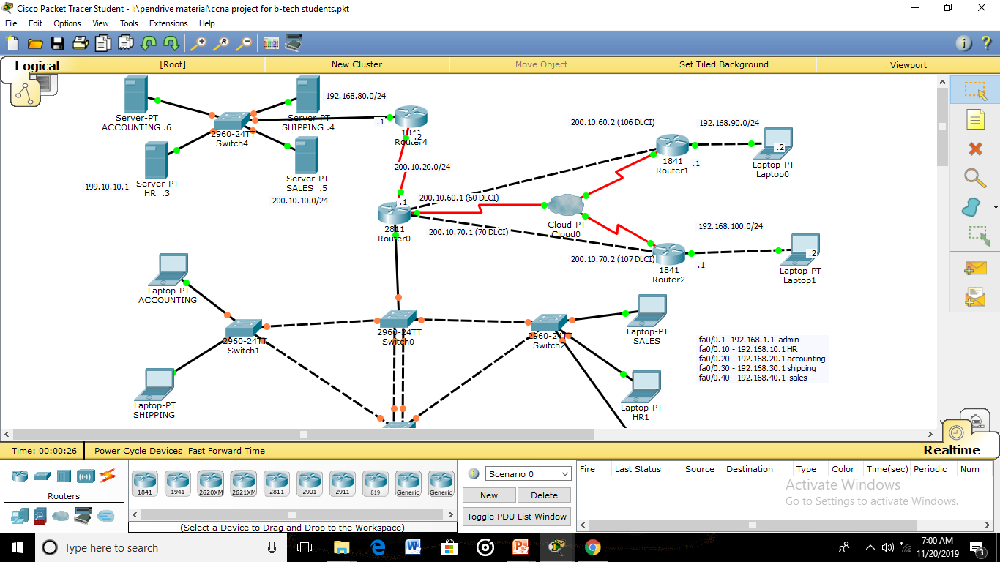 Cisco Packet Tracer Student - I:\pendrive material\ccna project for b-tech students.pkt
File Edit Options View Tools Extensions Help
Logical [Root] New Cluster Move Object Set Tiled Background Viewport
192.168.80.0/24
Server-PT
ACCOUNTING .6
Server-PT
SHIPPING .4
2960-24TT
Switch4
.1
1841
Router4
.2
Server-PT
HR .3
199.10.10.1
Server-PT
SALES .5
200.10.10.0/24
200.10.20.0/24
.1
2811
Router0
200.10.60.1 (60 DLCI)
200.10.70.1 (70 DLCI)
200.10.60.2 (106 DLCI)
192.168.90.0/24
1841
Router1
.1
.2
Laptop-PT
Laptop0
Cloud-PT
Cloud0
192.168.100.0/24
200.10.70.2 (107 DLCI)
1841
Router2
.1
.2
Laptop-PT
Laptop1
Laptop-PT
ACCOUNTING
2960-24TT
Switch1
2960-24TT
Switch0
2960-24TT
Switch2
Laptop-PT
SALES
Laptop-PT
SHIPPING
Laptop-PT
HR1
fa0/0.1- 192.168.1.1 admin
fa0/0.10 - 192.168.10.1 HR
fa0/0.20 - 192.168.20.1 accounting
fa0/0.30 - 192.168.30.1 shipping
fa0/0.40 - 192.168.40.1 sales
Time: 00:00:26 Power Cycle Devices Fast Forward Time
Realtime
Routers
1841 1941 2620XM 2621XM 2811 2901 2911 819 Generic Generic
(Select a Device to Drag and Drop to the Workspace)
Scenario 0
New Delete
Toggle PDU List Window
Fire Last Status Source Destination Type Color Time(sec) Periodic Num
Activate Windows
Go to Settings to activate Windows.
Type here to search
7:00 AM
11/20/2019
3